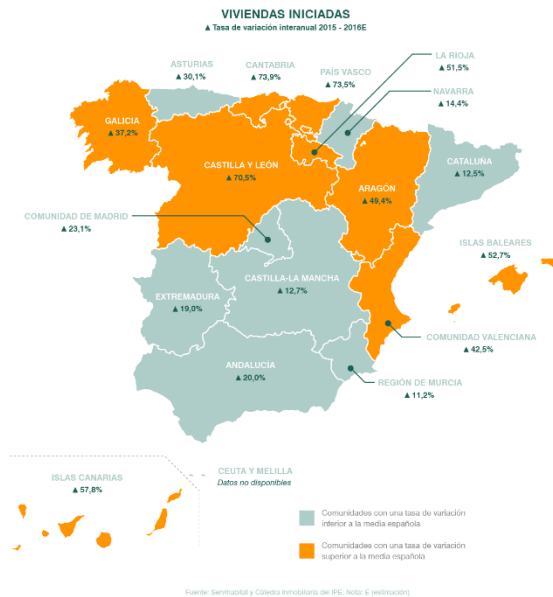 VIVIENDAS INICIADAS
▲ Tasa de variación interanual 2015 - 2016E
LA RIOJA
▲ 51,5%
ASTURIAS
▲ 30,1%
CANTABRIA
▲ 73,9%
PAÍS VASCO
▲ 73,5%
NAVARRA
▲ 14,4%
GALICIA
▲ 37,2%
CASTILLA Y LEÓN
▲ 70,5%
CATALUÑA
▲ 12,5%
ARAGÓN
▲ 49,4%
COMUNIDAD DE MADRID
▲ 23,1%
ISLAS BALEARES
▲ 52,7%
CASTILLA-LA MANCHA
▲ 12,7%
EXTREMADURA
▲ 19,0%
COMUNIDAD VALENCIANA
▲ 42,5%
ANDALUCÍA
▲ 20,0%
REGIÓN DE MURCIA
▲ 11,2%
CEUTA Y MELILLA
Datos no disponibles
ISLAS CANARIAS
▲ 57,8%
Comunidades con una tasa de variación
inferior a la media española
Comunidades con una tasa de variación
superior a la media española
Fuente: Servihabitat y Cátedra Inmobiliaria del IPE. Nota: E (estimación)